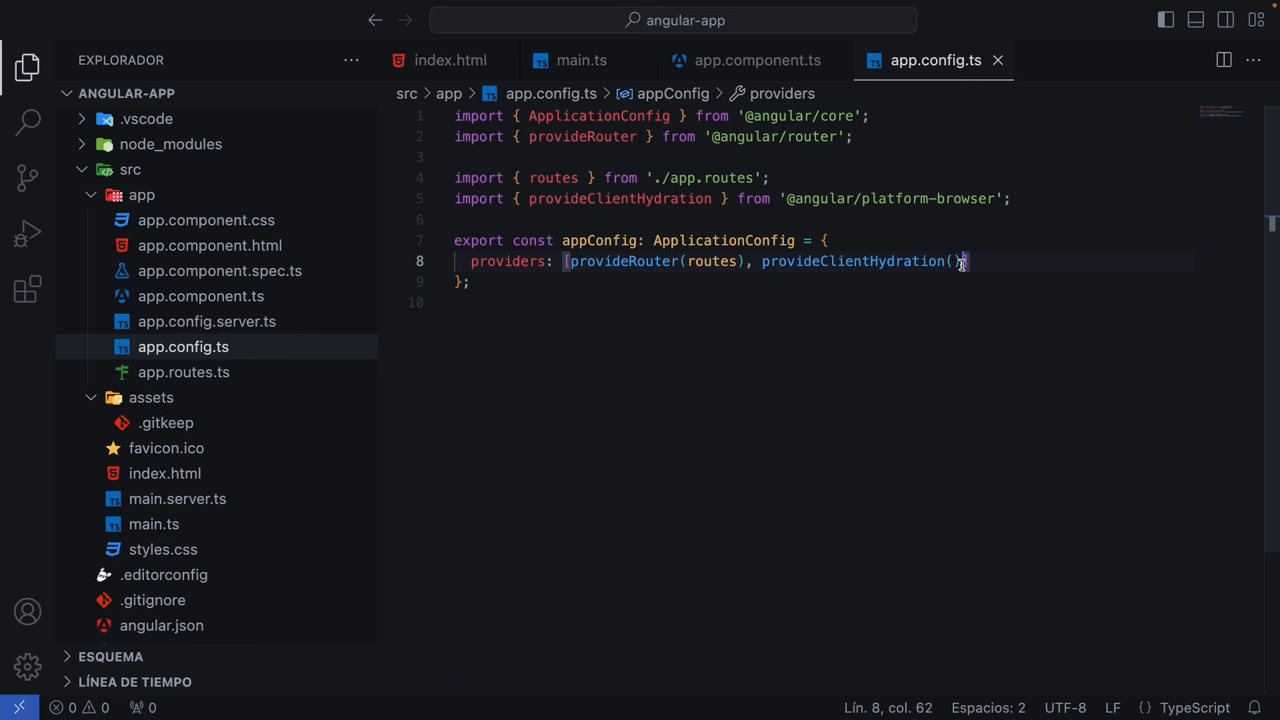 angular-app
EXPLORADOR
index.html
main.ts
app.component.ts
app.config.ts
ANGULAR-APP
src
app
app.config.ts
appConfig
providers
.vscode
node_modules
src
app
app.component.css
app.component.html
app.component.spec.ts
app.component.ts
app.config.server.ts
app.config.ts
app.routes.ts
assets
.gitkeep
favicon.ico
index.html
main.server.ts
main.ts
styles.css
.editorconfig
.gitignore
angular.json
ESQUEMA
LÍNEA DE TIEMPO
1 import { ApplicationConfig } from '@angular/core';
2 import { provideRouter } from '@angular/router';
3
4 import { routes } from './app.routes';
5 import { provideClientHydration } from '@angular/platform-browser';
6
7 export const appConfig: ApplicationConfig = {
8 providers: [provideRouter(routes), provideClientHydration()]
9 };
10
0 0 0
Lín. 8, col. 62 Espacios: 2 UTF-8 LF {} TypeScript